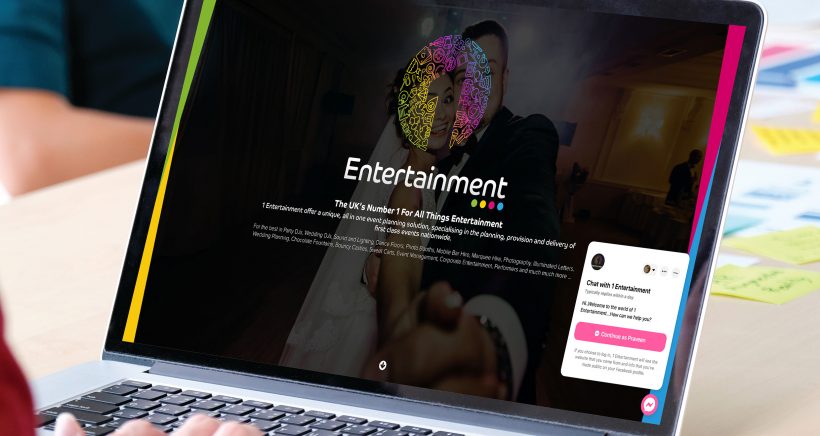 Entertainment
The UK's Number 1 For All Things Entertainment
1 Entertainment offer a unique, all in one event planning solution, specialising in the planning, provision and delivery of
first class events nationwide.
For the best in Party DJs, Wedding DJs, Sound and Lighting, Dance Floors, Photo Booths, Mobile Bar Hire, Marquee Hire, Photography, Illuminated Letters,
Wedding Planning, Chocolate Fountains, Bouncy Castles, Sweet Carts, Event Management, Corporate Entertainment, Performers and much much more ...
Chat with 1 Entertainment
Typically replies within a day
Hi, Welcome to the world of 1
Entertainment...How can we help you?
Continue as Praveen
If you choose to log in, 1 Entertainment will see the
website that you came from and info that you've
made public on your Facebook profile.